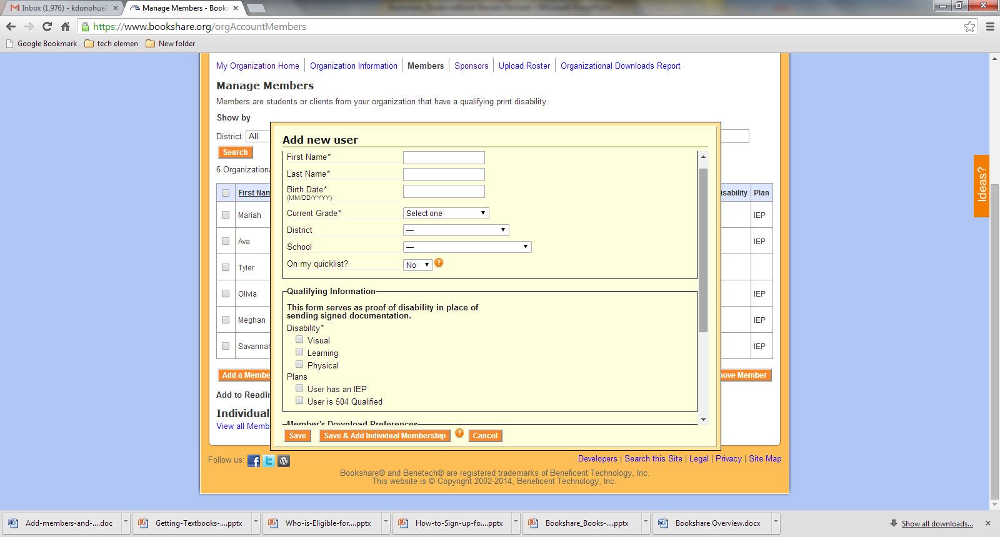 Inbox (1,976) - kdonohue7
Manage Members - Books
https://www.bookshare.org/orgAccountMembers
Google Bookmark
tech elemen
New folder
My Organization Home
Organization Information
Members
Sponsors
Upload Roster
Organizational Downloads Report
Manage Members
Members are students or clients from your organization that have a qualifying print disability.
Show by
District
All
Search
6 Organizationa
First Nam
isability
Plan
Mariah
IEP
Ava
IEP
Tyler
Olivia
IEP
Meghan
IEP
Savannah
IEP
Add a Membe
ove Member
Add to Readin
Individual
View all Memb
Add new user
First Name*
Last Name*
Birth Date*
(MM/DD/YYYY)
Current Grade*
Select one
District
—
School
—
On my quicklist?
No
?
Qualifying Information
This form serves as proof of disability in place of
sending signed documentation.
Disability*
Visual
Learning
Physical
Plans
User has an IEP
User is 504 Qualified
Member's Download Preferences
Save
Save & Add Individual Membership
?
Cancel
Ideas?
Follow us:
Developers | Search this Site | Legal | Privacy | Site Map
Bookshare® and Benetech® are registered trademarks of Beneficent Technology, Inc.
This website is © Copyright 2002-2014, Beneficent Technology, Inc.
Add-members-and-....doc
Getting-Textbooks-....pptx
Who-is-Eligible-for....pptx
How-to-Sign-up-fo....pptx
Bookshare_Books-....pptx
Bookshare Overview.docx
Show all downloads...